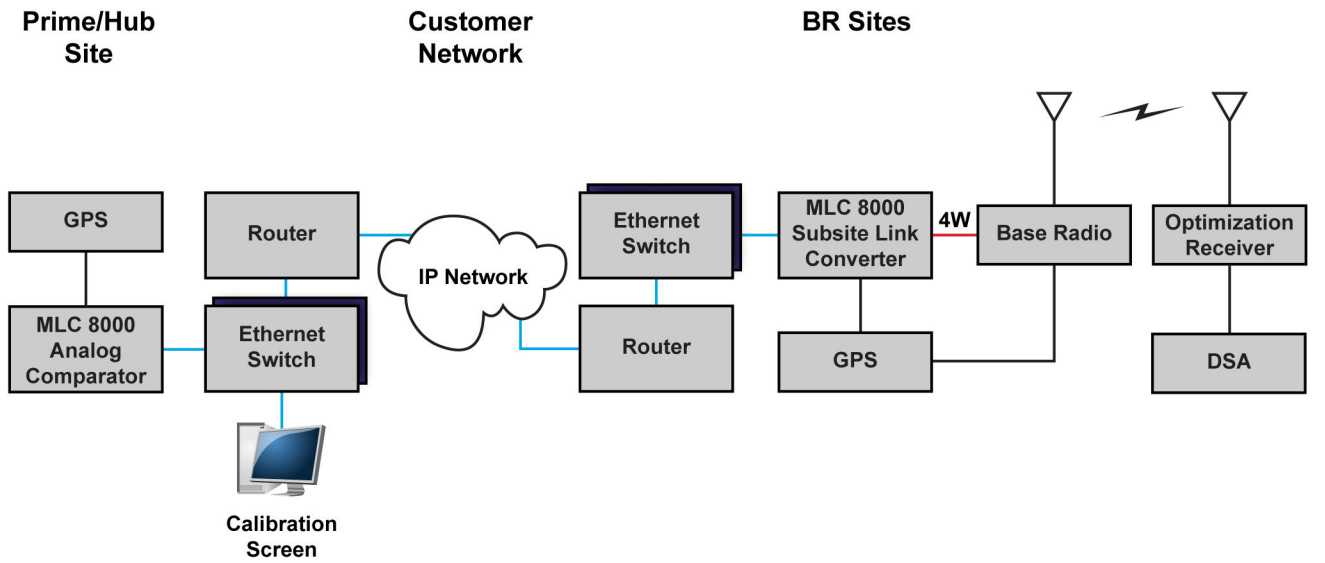 Prime/Hub
Site
Customer
Network
BR Sites
GPS
MLC 8000
Analog
Comparator
Router
Ethernet
Switch
Calibration
Screen
IP Network
Ethernet
Switch
Router
MLC 8000
Subsite Link
Converter
4W
Base Radio
GPS
Optimization
Receiver
DSA